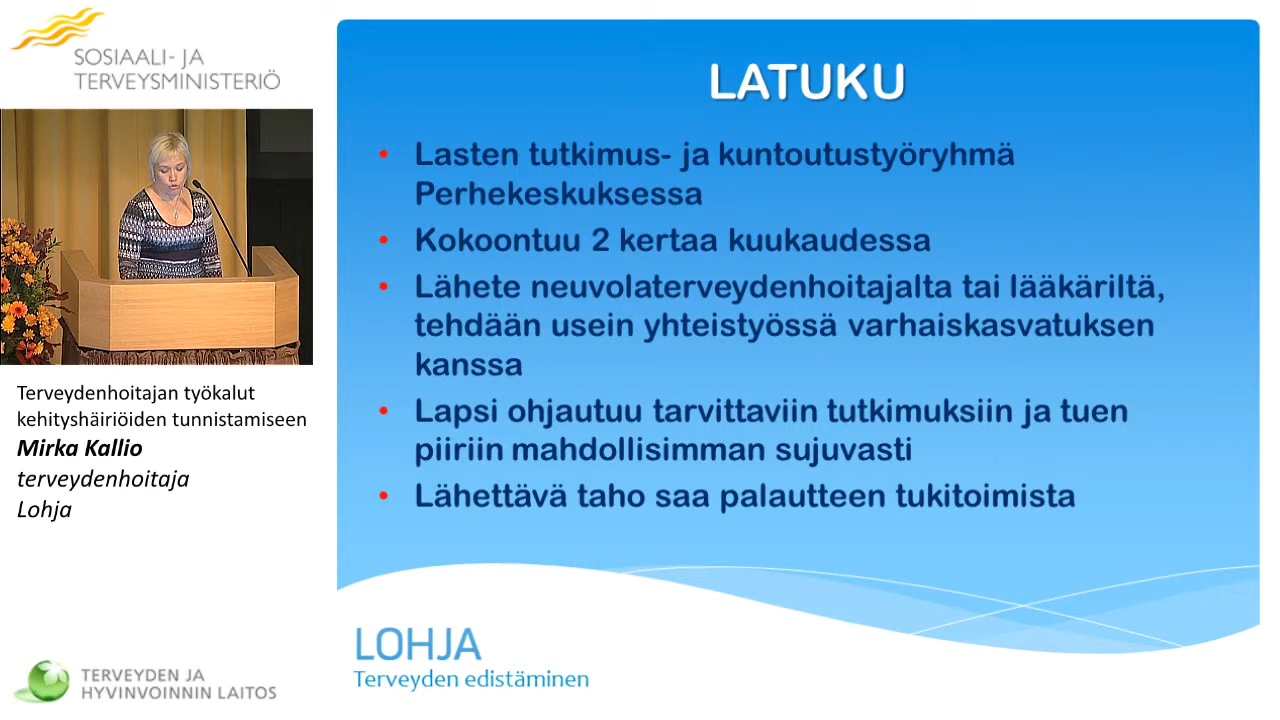 SOSIAALI- JA
TERVEYSMINISTERIÖ
LATUKU
• Lasten tutkimus- ja kuntoutustyöryhmä
Perhekeskuksessa
• Kokoontuu 2 kertaa kuukaudessa
• Lähete neuvolaterveydenhoitajalta tai lääkäriltä,
tehdään usein yhteistyössä varhaiskasvatuksen
kanssa
• Lapsi ohjautuu tarvittaviin tutkimuksiin ja tuen
piiriin mahdollisimman sujuvasti
• Lähettävä taho saa palautteen tukitoimista
Terveydenhoitajan työkalut
kehityshäiriöiden tunnistamiseen
Mirka Kallio
terveydenhoitaja
Lohja
LOHJA
Terveyden edistäminen
TERVEYDEN JA
HYVINVOINNIN LAITOS